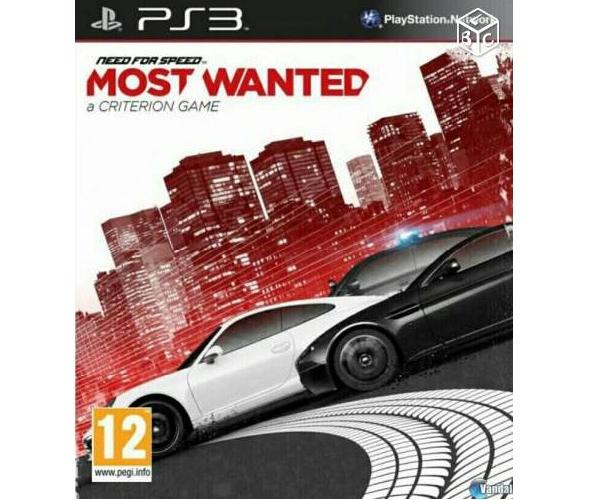 PS3
PlayStation Network
NEED FOR SPEED
MOST WANTED
a CRITERION GAME
12
www.pegi.info
Vandal